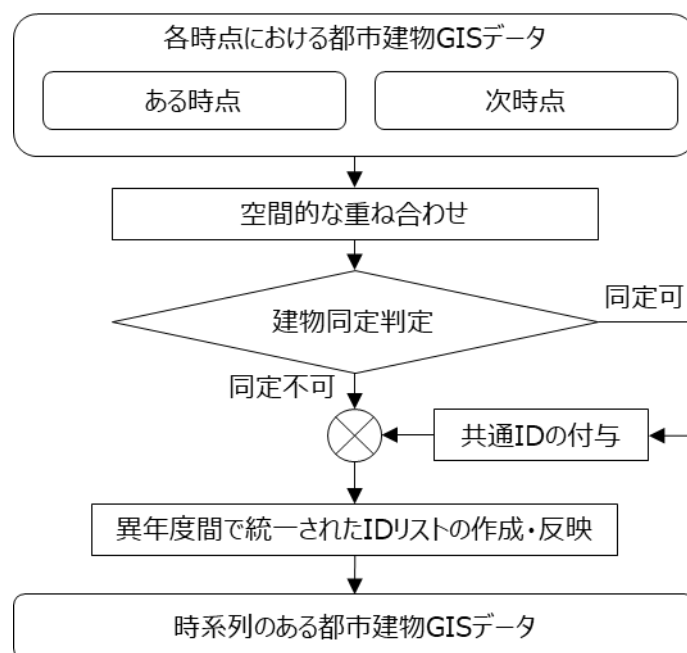 各時点における都市建物GISデータ
ある時点
次時点
空間的な重ね合わせ
建物同定判定
同定可
同定不可
共通IDの付与
異年度間で統一されたIDリストの作成・反映
時系列のある都市建物GISデータ